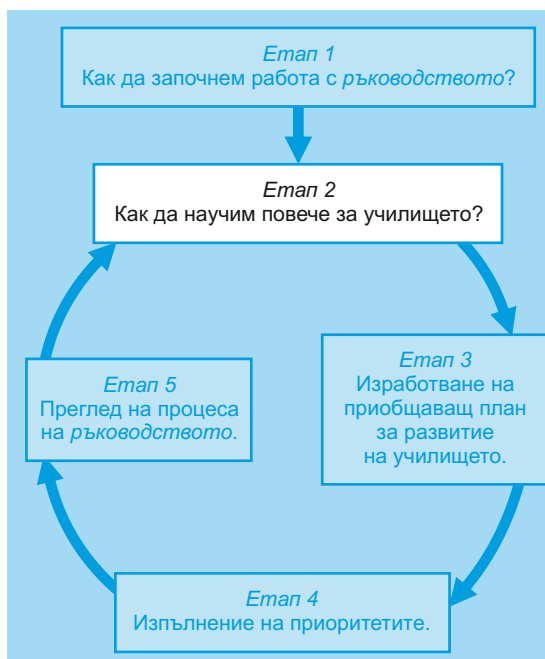 Етап 1
Как да започнем работа с ръководството?
Етап 2
Как да научим повече за училището?
Етап 3
Изработване на
приобщаващ план
за развитие
на училището.
Етап 4
Изпълнение на приоритетите.
Етап 5
Преглед на процеса
на ръководството.